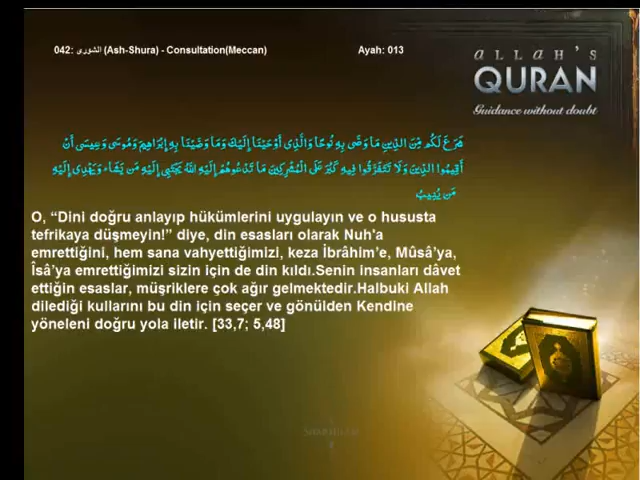 042: الشورى (Ash-Shura) - Consultation(Meccan) Ayah: 013
ALLAH'S
QURAN
Guidance without doubt
شَرَعَ لَكُم مِّنَ الدِّينِ مَا وَصَّى بِهِ نُوحًا وَالَّذِي أَوْحَيْنَا إِلَيْكَ وَمَا وَصَّيْنَا بِهِ إِبْرَاهِيمَ وَمُوسَى وَعِيسَى أَنْ
أَقِيمُوا الدِّينَ وَلَا تَتَفَرَّقُوا فِيهِ كَبُرَ عَلَى الْمُشْرِكِينَ مَا تَدْعُوهُمْ إِلَيْهِ اللَّهُ يَجْتَبِي إِلَيْهِ مَن يَشَاء وَيَهْدِي إِلَيْهِ
مَن يُنِيبُ
O, “Dini doğru anlayıp hükümlerini uygulayın ve o hususta
tefrikaya düşmeyin!” diye, din esasları olarak Nuh'a
emrettiğini, hem sana vahyettiğimizi, keza İbrâhim’e, Mûsâ’ya,
Îsâ’ya emrettiğimizi sizin için de din kıldı.Senin insanları dâvet
ettiğin esaslar, müşriklere çok ağır gelmektedir.Halbuki Allah
dilediği kullarını bu din için seçer ve gönülden Kendine
yöneleni doğru yola iletir. [33,7; 5,48]